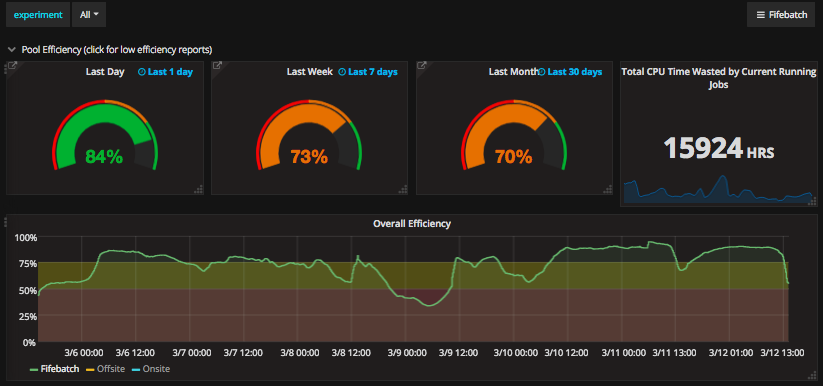 experiment All Fifebatch
Pool Efficiency (click for low efficiency reports)
Last Day Last 1 day
Last Week Last 7 days
Last Month Last 30 days
Total CPU Time Wasted by Current Running
Jobs
84%
73%
70%
15924 HRS
Overall Efficiency
100%
75%
50%
25%
0%
3/6 00:00 3/6 12:00 3/7 00:00 3/7 12:00 3/8 00:00 3/8 12:00 3/9 00:00 3/9 12:00 3/10 00:00 3/10 12:00 3/11 00:00 3/11 13:00 3/12 01:00 3/12 13:00
Fifebatch Offsite Onsite